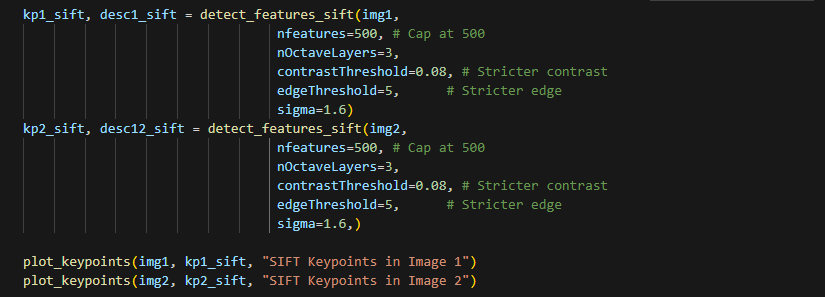 kp1_sift, desc1_sift = detect_features_sift(img1,
nfeatures=500, # Cap at 500
nOctaveLayers=3,
contrastThreshold=0.08, # Stricter contrast
edgeThreshold=5,      # Stricter edge
sigma=1.6)
kp2_sift, desc12_sift = detect_features_sift(img2,
nfeatures=500, # Cap at 500
nOctaveLayers=3,
contrastThreshold=0.08, # Stricter contrast
edgeThreshold=5,      # Stricter edge
sigma=1.6,)
plot_keypoints(img1, kp1_sift, "SIFT Keypoints in Image 1")
plot_keypoints(img2, kp2_sift, "SIFT Keypoints in Image 2")